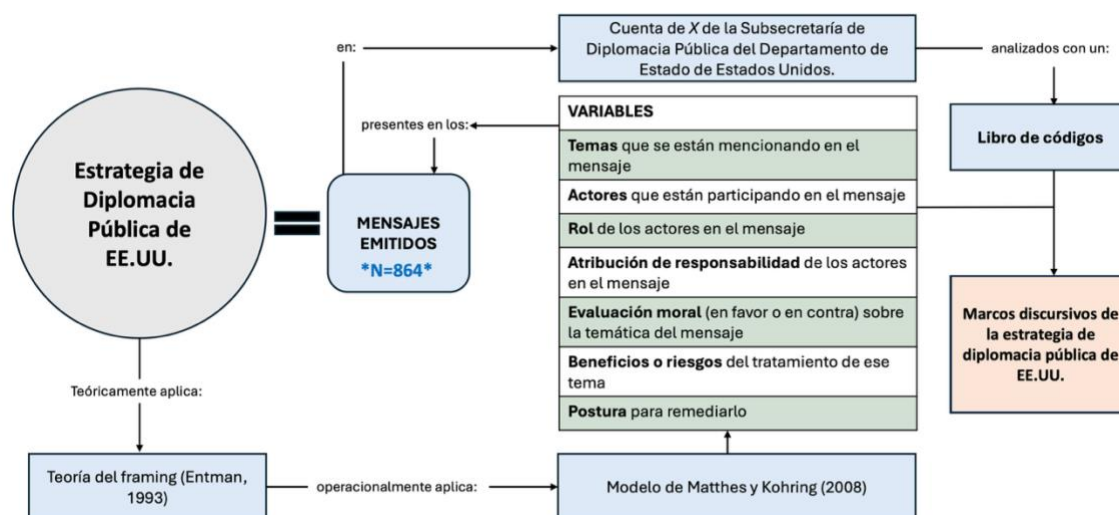 en:
Cuenta de X de la Subsecretaría de
Diplomacia Pública del Departamento de
Estado de Estados Unidos.
analizados con un:
Estrategia de
Diplomacia
Pública de
EE.UU.
presentes en los:
MENSAJES
EMITIDOS
*N=864*
VARIABLES
Temas que se están mencionando en el
mensaje
Actores que están participando en el mensaje
Rol de los actores en el mensaje
Atribución de responsabilidad de los actores
en el mensaje
Evaluación moral (en favor o en contra) sobre
la temática del mensaje
Beneficios o riesgos del tratamiento de ese
tema
Postura para remediarlo
Libro de códigos
Marcos discursivos de
la estrategia de
diplomacia pública de
EE.UU.
Teóricamente aplica:
Teoría del framing (Entman,
1993)
operacionalmente aplica:
Modelo de Matthes y Kohring (2008)